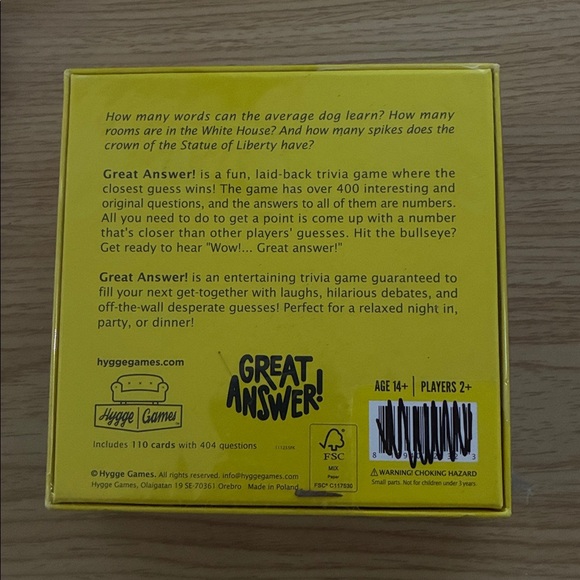 How many words can the average dog learn? How many
rooms are in the White House? And how many spikes does the
crown of the Statue of Liberty have?
Great Answer! is a fun, laid-back trivia game where the
closest guess wins! The game has over 400 interesting and
original questions, and the answers to all of them are numbers.
All you need to do to get a point is come up with a number
that's closer than other players' guesses. Hit the bullseye?
Get ready to hear "Wow!... Great answer!"
Great Answer! is an entertaining trivia game guaranteed to
fill your next get-together with laughs, hilarious debates, and
off-the-wall desperate guesses! Perfect for a relaxed night in,
party, or dinner!
hyggegames.com
Hygge Games™
Includes 110 cards with 404 questions
GREAT
ANSWER!
AGE 14+ | PLAYERS 2+
FSC
MIX
Paper
FSC® C117630
⚠WARNING! CHOKING HAZARD
Small parts. Not for children under 3 years.
© Hygge Games. All rights reserved. info@hyggegames.com
Hygge Games, Olaigatan 19 SE-70361 Orebro Made in Poland